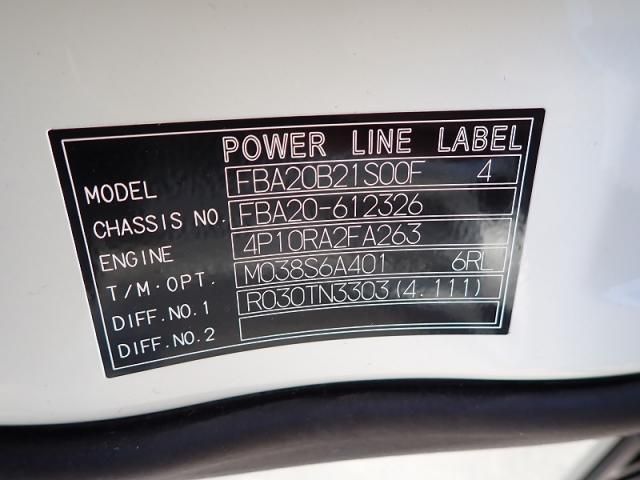 POWER LINE LABEL
MODEL FBA20B21S00F 4
CHASSIS NO. FBA20-612326
ENGINE 4P10RA2FA263
T/M·OPT. M038S6A401 6RL
DIFF.NO.1 R030TN3303(4.111)
DIFF.NO.2